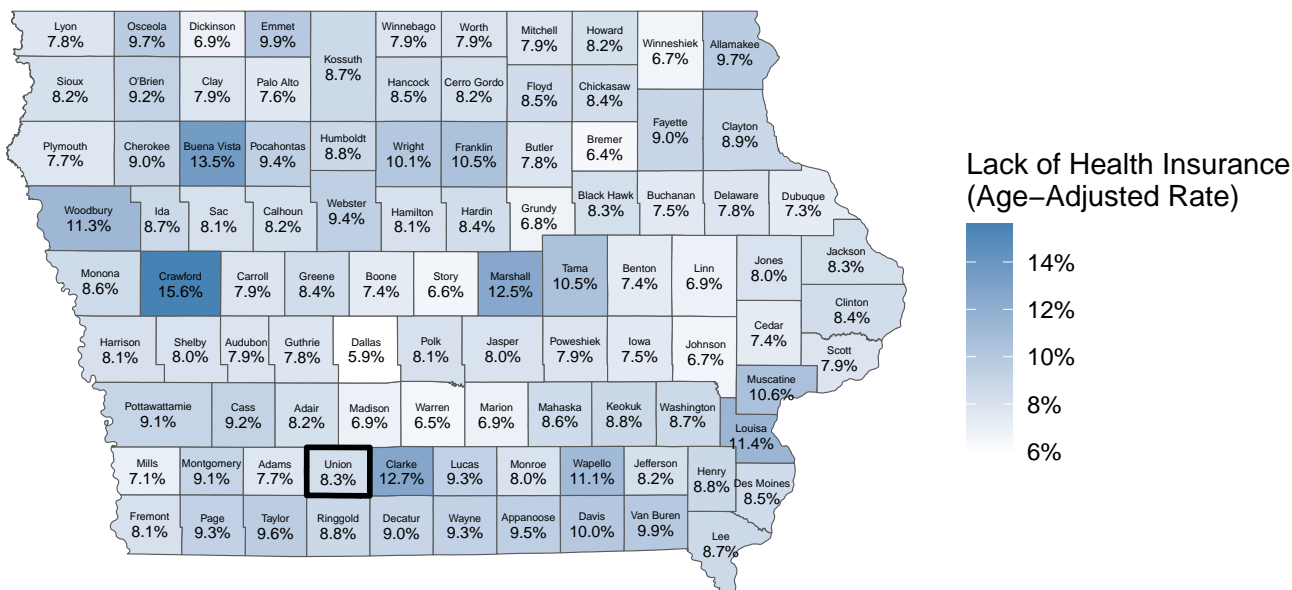 Lyon
7.8%
Osceola
9.7%
Dickinson
6.9%
Emmet
9.9%
Kossuth
8.7%
Winnebago
7.9%
Worth
7.9%
Mitchell
7.9%
Howard
8.2%
Winneshiek
6.7%
Allamakee
9.7%
Sioux
8.2%
O'Brien
9.2%
Clay
7.9%
Palo Alto
7.6%
Hancock
8.5%
Cerro Gordo
8.2%
Floyd
8.5%
Chickasaw
8.4%
Plymouth
7.7%
Cherokee
9.0%
Buena Vista
13.5%
Pocahontas
9.4%
Humboldt
8.8%
Wright
10.1%
Franklin
10.5%
Butler
7.8%
Bremer
6.4%
Fayette
9.0%
Clayton
8.9%
Woodbury
11.3%
Ida
8.7%
Sac
8.1%
Calhoun
8.2%
Webster
9.4%
Hamilton
8.1%
Hardin
8.4%
Grundy
6.8%
Black Hawk
8.3%
Buchanan
7.5%
Delaware
7.8%
Dubuque
7.3%
Monona
8.6%
Crawford
15.6%
Carroll
7.9%
Greene
8.4%
Boone
7.4%
Story
6.6%
Marshall
12.5%
Tama
10.5%
Benton
7.4%
Linn
6.9%
Jones
8.0%
Jackson
8.3%
Clinton
8.4%
Harrison
8.1%
Shelby
8.0%
Audubon
7.9%
Guthrie
7.8%
Dallas
5.9%
Polk
8.1%
Jasper
8.0%
Poweshiek
7.9%
Iowa
7.5%
Johnson
6.7%
Cedar
7.4%
Scott
7.9%
Muscatine
10.6%
Pottawattamie
9.1%
Cass
9.2%
Adair
8.2%
Madison
6.9%
Warren
6.5%
Marion
6.9%
Mahaska
8.6%
Keokuk
8.8%
Washington
8.7%
Louisa
11.4%
Mills
7.1%
Montgomery
9.1%
Adams
7.7%
Union
8.3%
Clarke
12.7%
Lucas
9.3%
Monroe
8.0%
Wapello
11.1%
Jefferson
8.2%
Henry
8.8%
Des Moines
8.5%
Fremont
8.1%
Page
9.3%
Taylor
9.6%
Ringgold
8.8%
Decatur
9.0%
Wayne
9.3%
Appanoose
9.5%
Davis
10.0%
Van Buren
9.9%
Lee
8.7%
Lack of Health Insurance
(Age−Adjusted Rate)
14%
12%
10%
8%
6%